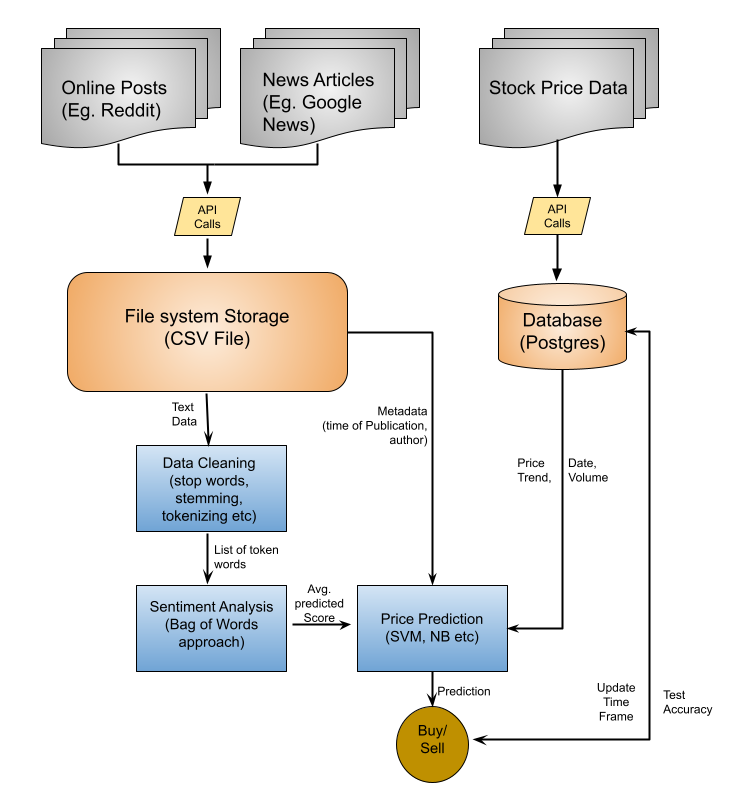 Online Posts
(Eg. Reddit)
News Articles
(Eg. Google
News)
Stock Price Data
API
Calls
API
Calls
File system Storage
(CSV File)
Database
(Postgres)
Text
Data
Metadata
(time of Publication,
author)
Price
Trend,
Date,
Volume
Data Cleaning
(stop words,
stemming,
tokenizing etc)
List of token
words
Sentiment Analysis
(Bag of Words
approach)
Avg.
predicted
Score
Price Prediction
(SVM, NB etc)
Prediction
Update
Time
Frame
Test
Accuracy
Buy/
Sell